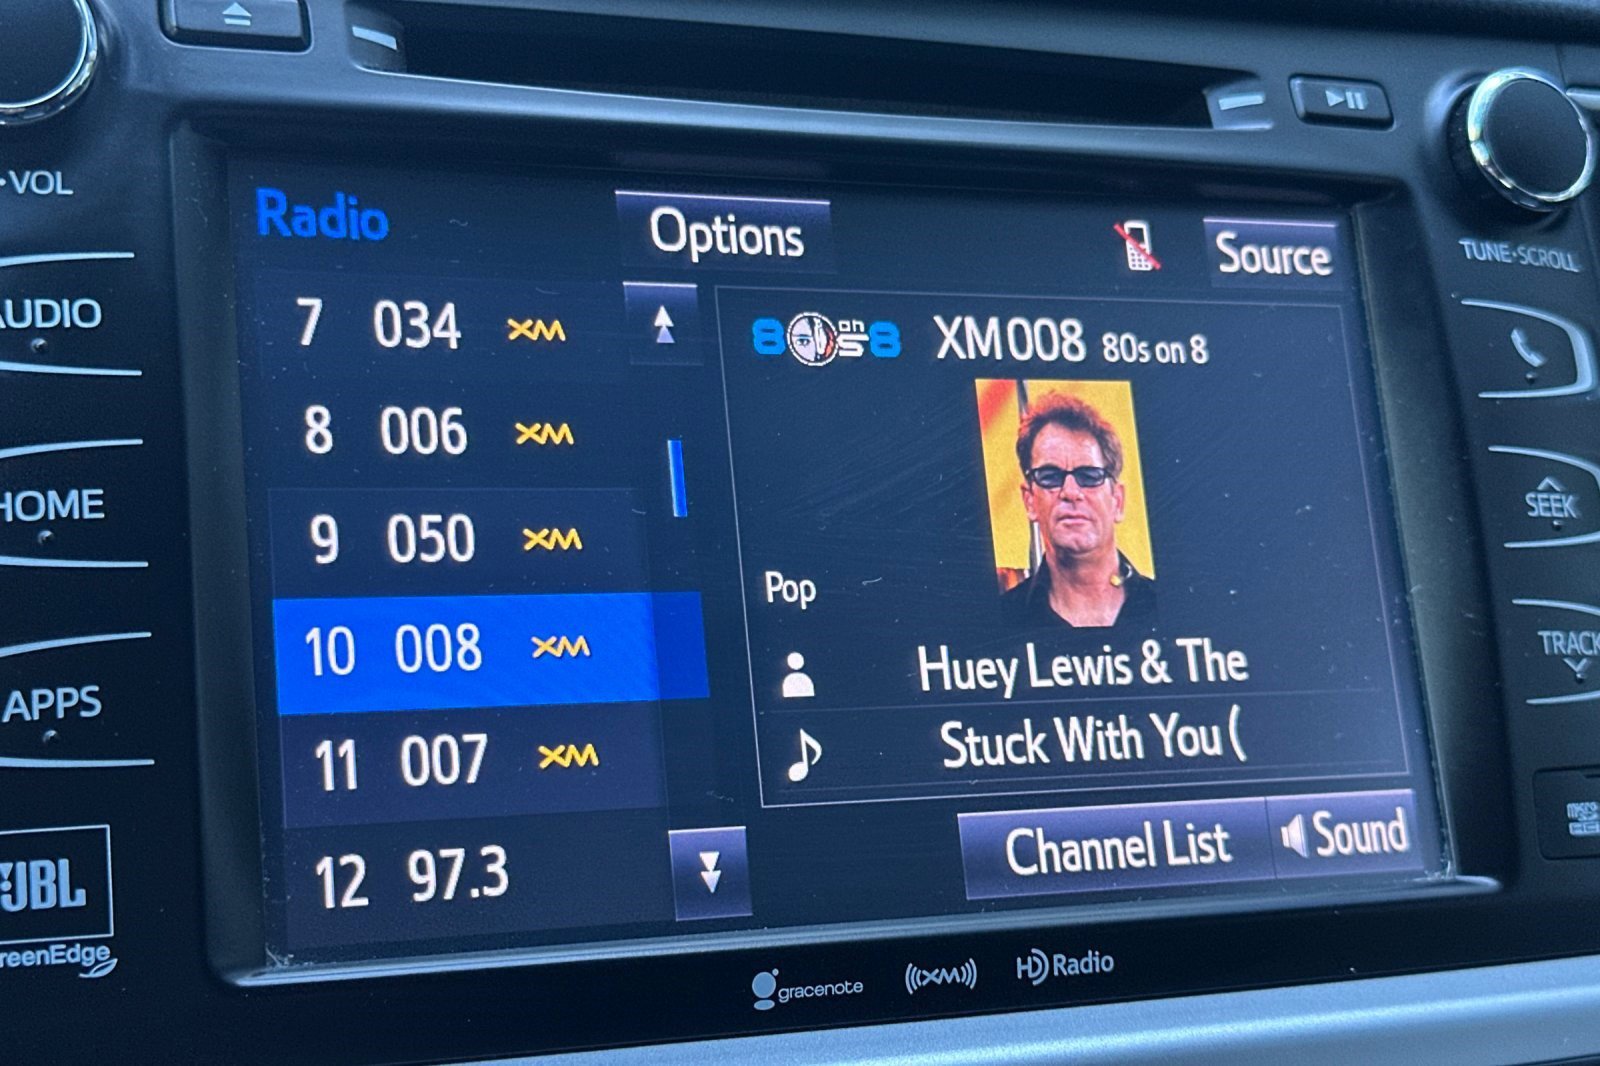 VOL
AUDIO
HOME
APPS
JBL
GreenEdge
Radio
Options
Source
7 034 XM
8 006 XM
9 050 XM
10 008 XM
11 007 XM
12 97.3
80s on 8
XM008 80s on 8
Pop
Huey Lewis & The
Stuck With You (
Channel List
Sound
gracenote
((XM))
HD Radio
TUNE•SCROLL
SEEK
TRACK